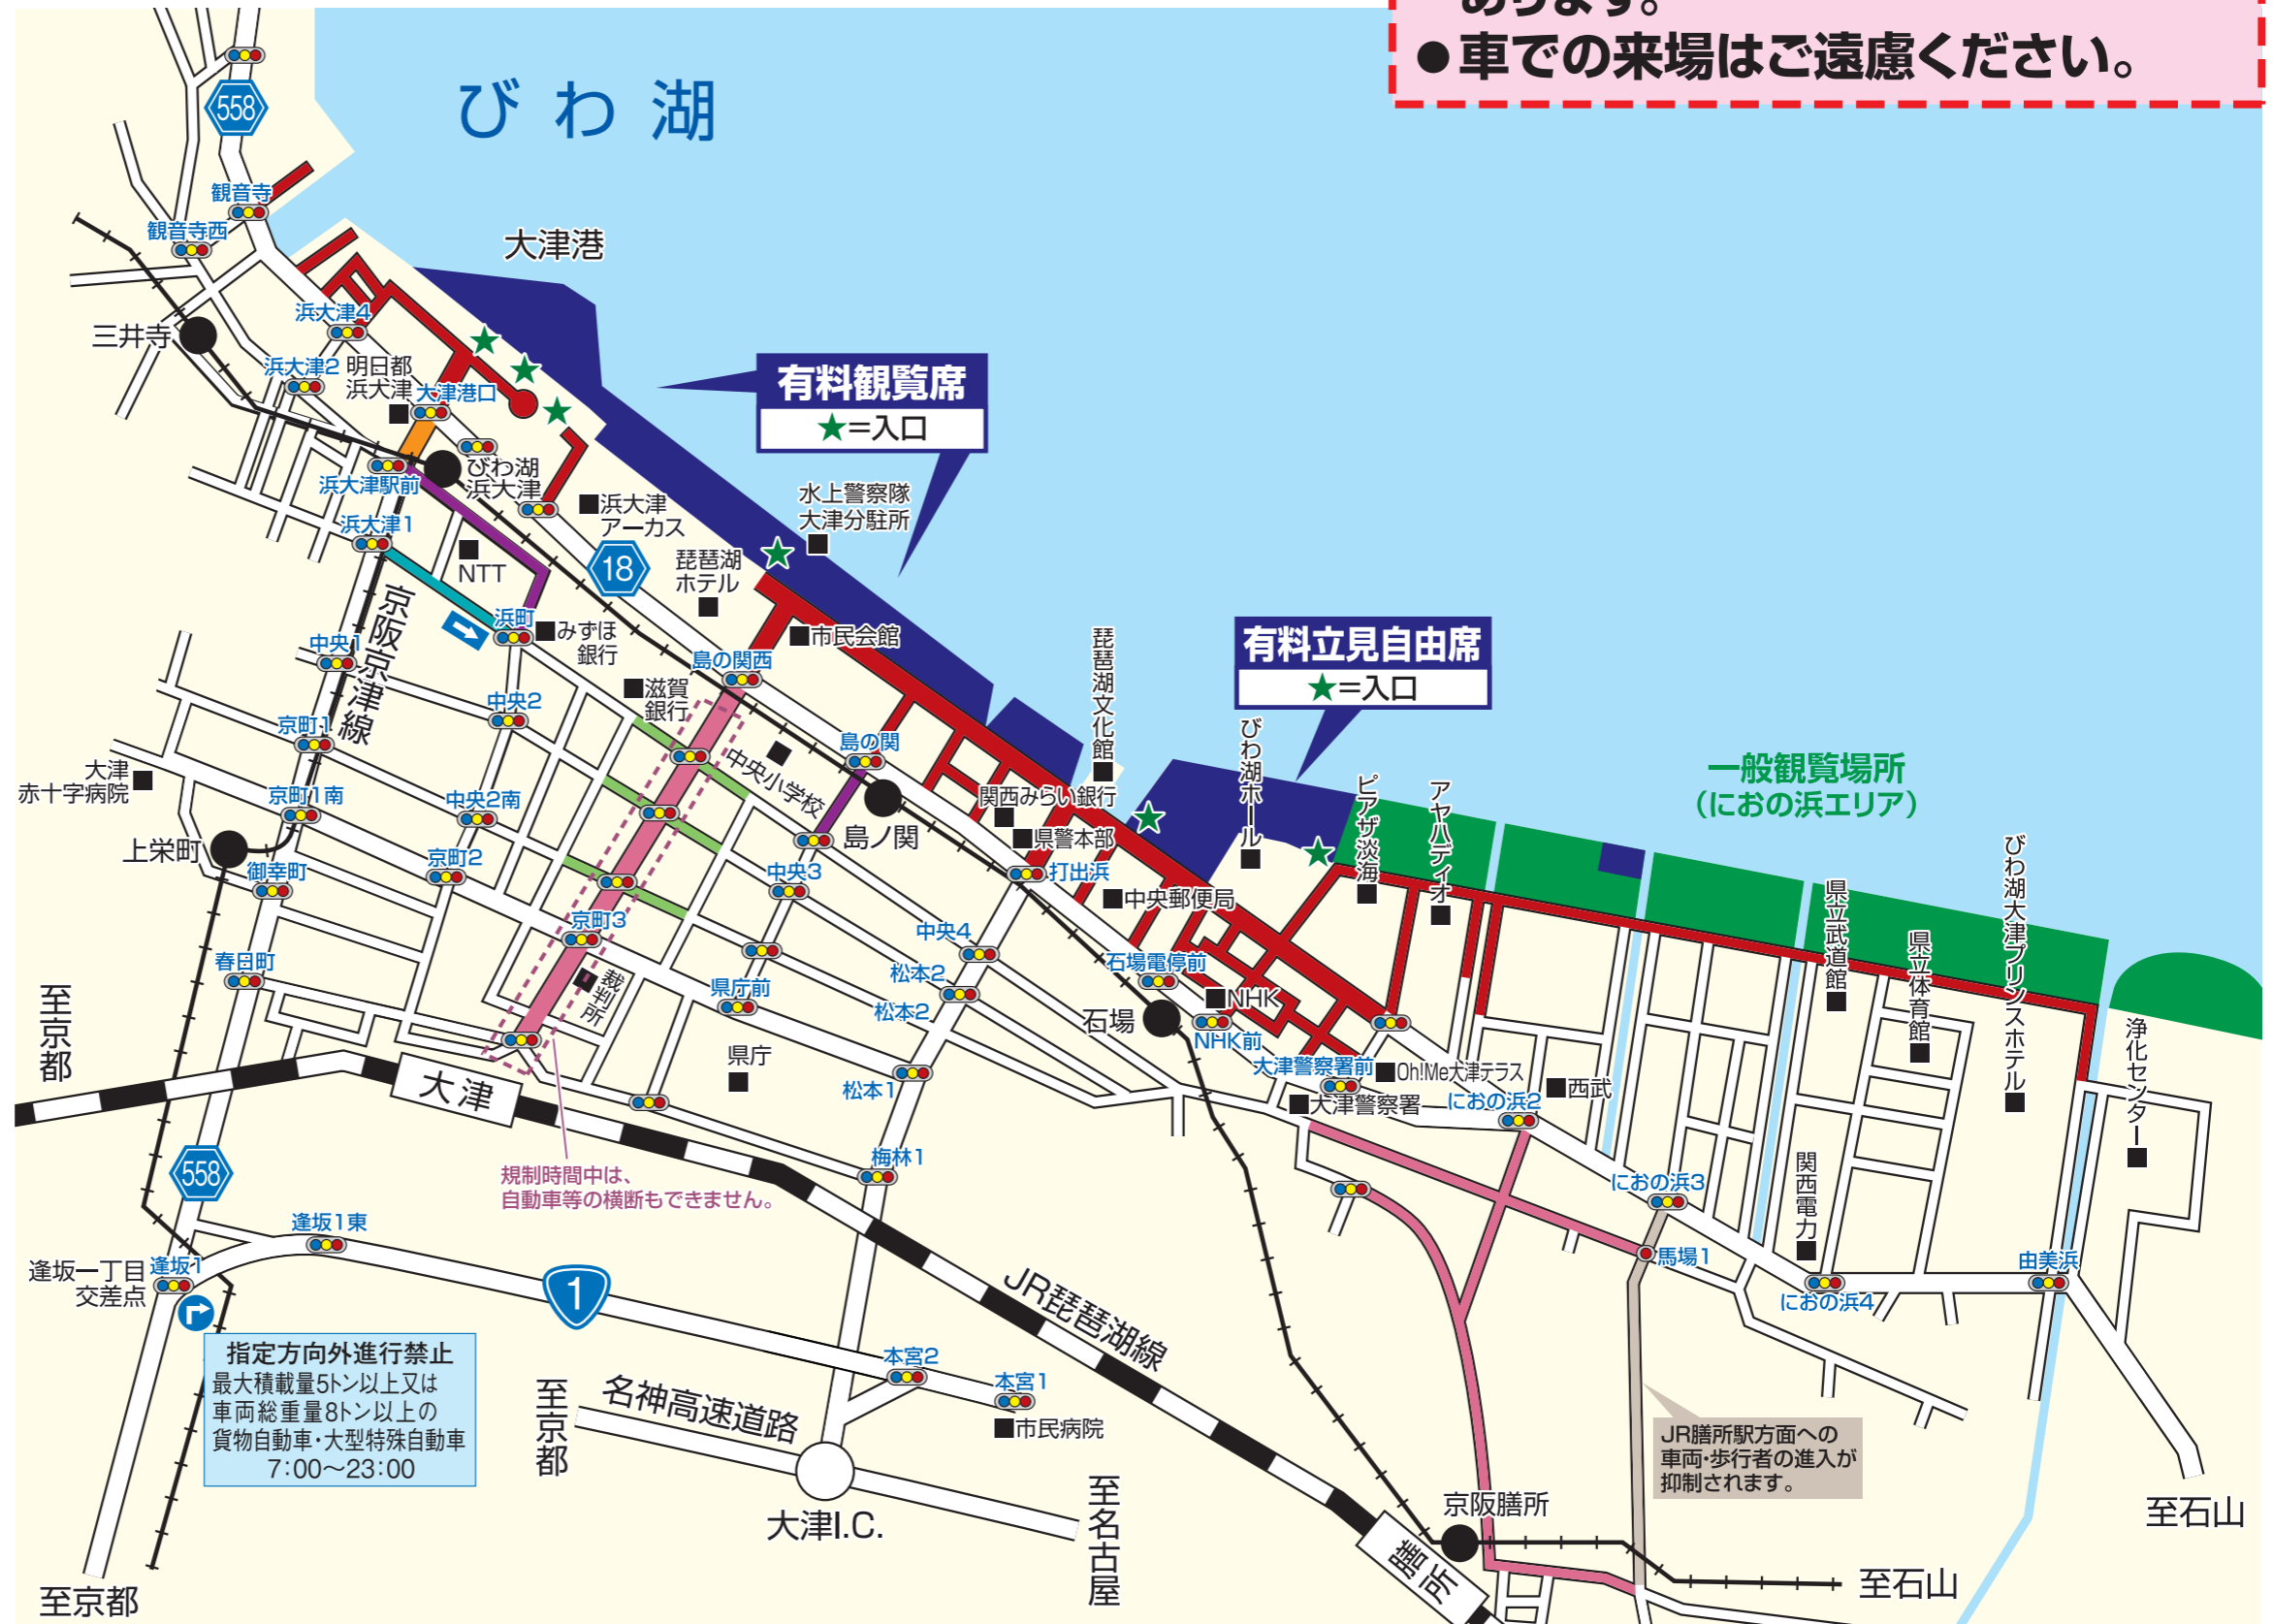 あります。
●車での来場はご遠慮ください。
びわ湖
558
観音寺
観音寺西
大津港
浜大津4
三井寺
浜大津2
明日都
浜大津
大津港口
有料観覧席
★=入口
びわ湖
浜大津
浜大津駅前
浜大津
アーカス
水上警察隊
大津分駐所
浜大津1
NTT
18
琵琶湖
ホテル
京阪京津線
浜町
みずほ
銀行
市民会館
中央1
島の関西
有料立見自由席
★=入口
琵琶湖文化館
滋賀
銀行
中央2
京町1
島の関
中央小学校
びわ湖ホール
一般観覧場所
（におの浜エリア）
大津
赤十字病院
京町1南
中央2南
関西みらい銀行
ピアザ淡海
アヤハディオ
県警本部
島ノ関
上栄町
京町2
御幸町
中央3
打出浜
びわ湖大津プリンスホテル
中央郵便局
県立武道館
京町3
中央4
県立体育館
春日町
松本2
石場電停前
裁判所
県庁前
松本2
NHK
石場
NHK前
至京都
浄化センター
県庁
大津警察署前
Oh!Me大津テラス
大津
松本1
大津警察署
におの浜2
西武
558
規制時間中は、
自動車等の横断もできません。
梅林1
におの浜3
関西電力
逢坂1東
馬場1
逢坂一丁目
交差点
逢坂1
由美浜
1
JR琵琶湖線
におの浜4
指定方向外進行禁止
最大積載量5トン以上又は
車両総重量8トン以上の
貨物自動車・大型特殊自動車
7:00〜23:00
本宮2
至京都
名神高速道路
本宮1
市民病院
JR膳所駅方面への
車両・歩行者の進入が
抑制されます。
至名古屋
大津I.C.
京阪膳所
至石山
膳所
至石山
至京都